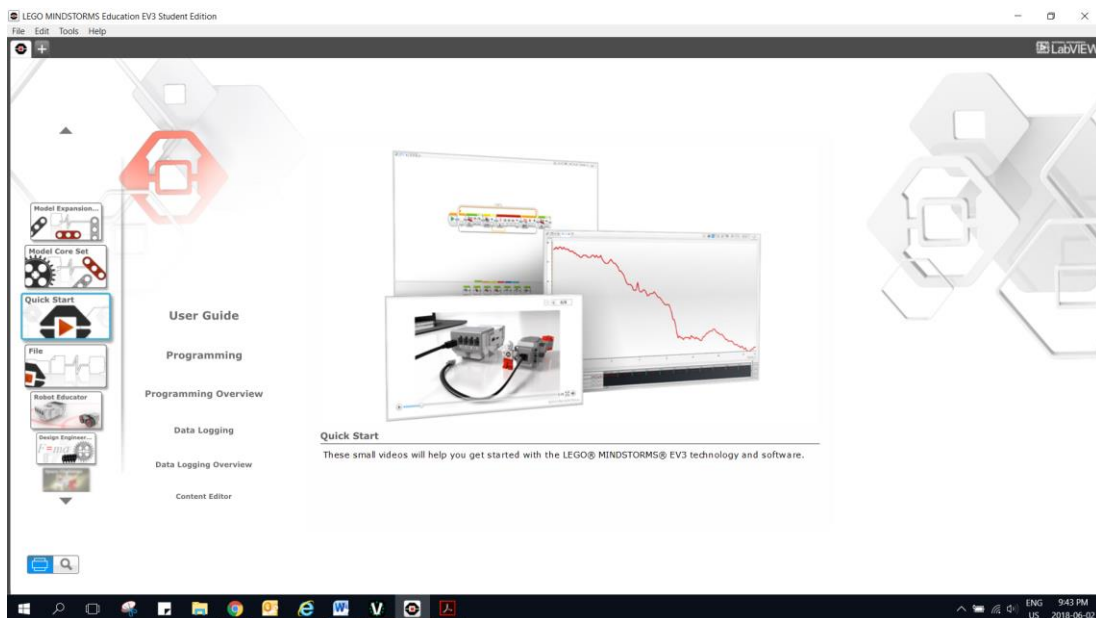 LEGO MINDSTORMS Education EV3 Student Edition
File Edit Tools Help
LabVIEW
Model Expansion...
Model Core Set
Quick Start
File
Robot Educator
Design Engineer...
User Guide
Programming
Programming Overview
Data Logging
Data Logging Overview
Content Editor
Quick Start
These small videos will help you get started with the LEGO® MINDSTORMS® EV3 technology and software.
ENG 9:43 PM
US 2018-06-02